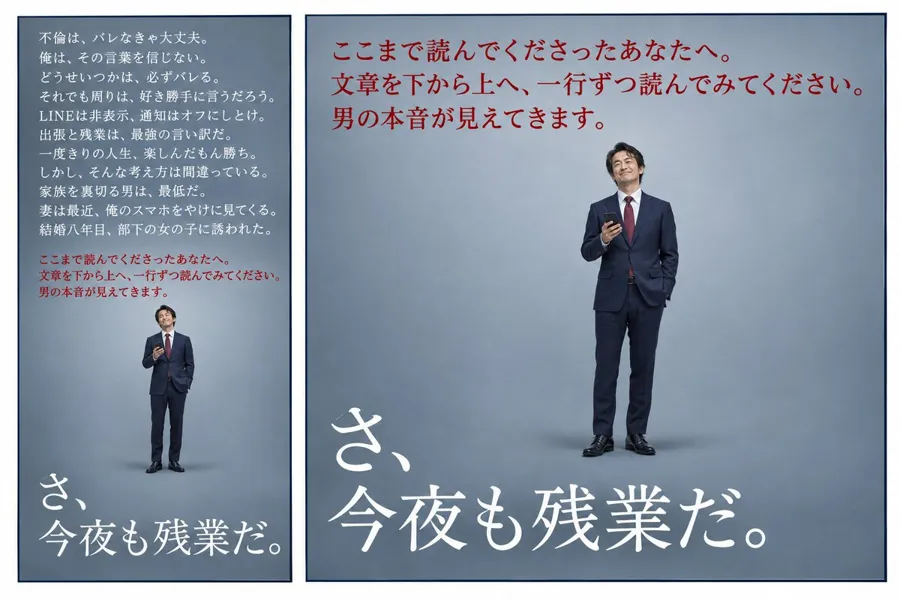 不倫は、バレなきゃ大丈夫。
俺は、その言葉を信じない。
どうせいつかは、必ずバレる。
それでも周りは、好き勝手に言うだろう。
LINEは非表示、通知はオフにしとけ。
出張と残業は、最強の言い訳だ。
一度きりの人生、楽しんだもん勝ち。
しかし、そんな考え方は間違っている。
家族を裏切る男は、最低だ。
妻は最近、俺のスマホをやけに見てくる。
結婚八年目、部下の女の子に誘われた。
ここまで読んでくださったあなたへ。
文章を下から上へ、一行ずつ読んでみてください。
男の本音が見えてきます。
さ、
今夜も残業だ。
ここまで読んでくださったあなたへ。
文章を下から上へ、一行ずつ読んでみてください。
男の本音が見えてきます。
さ、
今夜も残業だ。